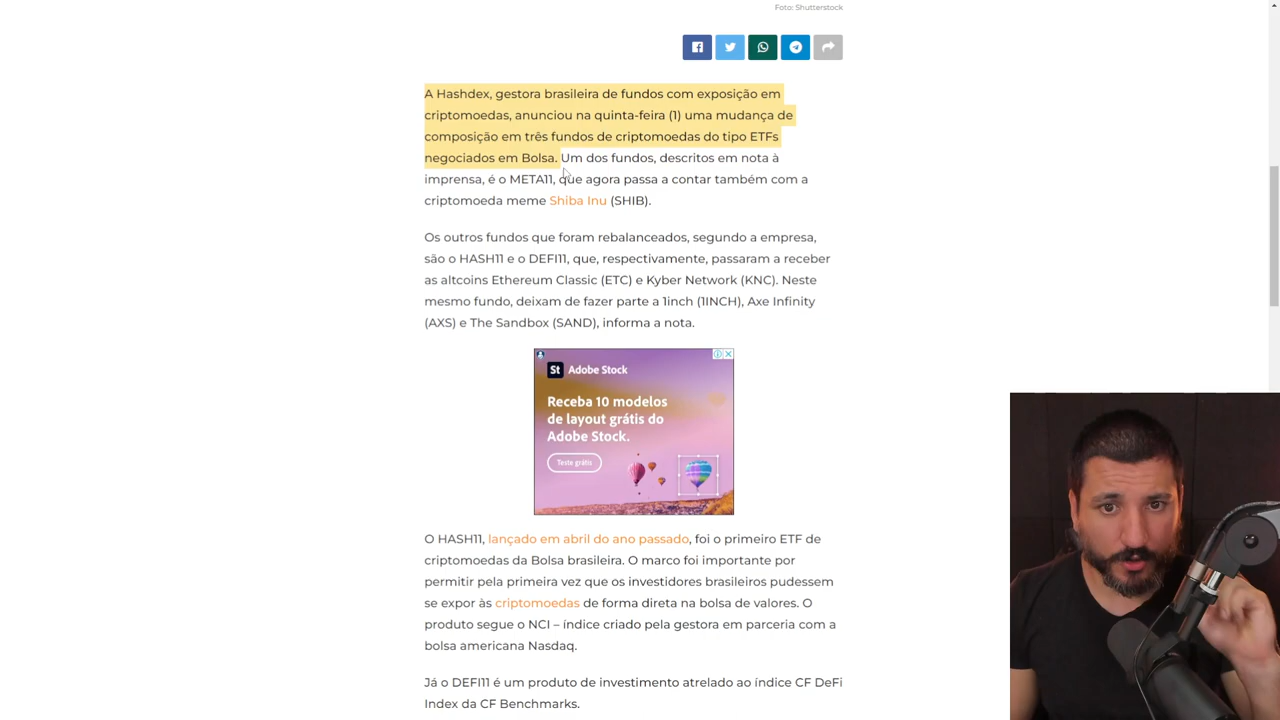 Foto: Shutterstock
A Hashdex, gestora brasileira de fundos com exposição em
criptomoedas, anunciou na quinta-feira (1) uma mudança de
composição em três fundos de criptomoedas do tipo ETFs
negociados em Bolsa. Um dos fundos, descritos em nota à
imprensa, é o META11, que agora passa a contar também com a
criptomoeda meme Shiba Inu (SHIB).
Os outros fundos que foram rebalanceados, segundo a empresa,
são o HASH11 e o DEFI11, que, respectivamente, passaram a receber
as altcoins Ethereum Classic (ETC) e Kyber Network (KNC). Neste
mesmo fundo, deixam de fazer parte a 1inch (1INCH), Axe Infinity
(AXS) e The Sandbox (SAND), informa a nota.
St Adobe Stock
Receba 10 modelos
de layout grátis do
Adobe Stock.
Teste grátis
O HASH11, lançado em abril do ano passado, foi o primeiro ETF de
criptomoedas da Bolsa brasileira. O marco foi importante por
permitir pela primeira vez que os investidores brasileiros pudessem
se expor às criptomoedas de forma direta na bolsa de valores. O
produto segue o NCI – índice criado pela gestora em parceria com a
bolsa americana Nasdaq.
Já o DEFI11 é um produto de investimento atrelado ao índice CF DeFi
Index da CF Benchmarks.